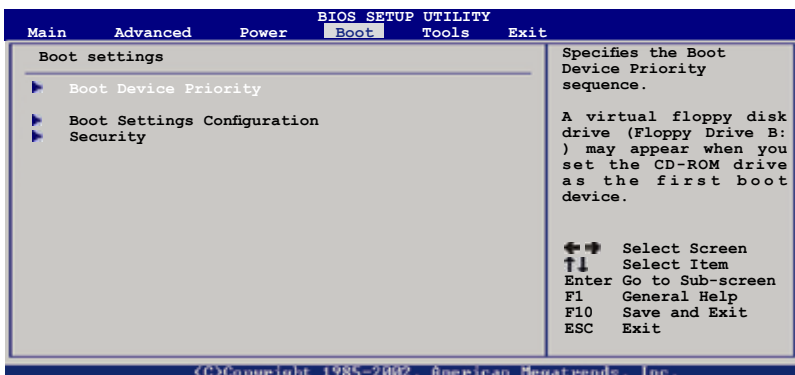 BIOS SETUP UTILITY
Main Advanced Power Boot Tools Exit
Boot settings
Boot Device Priority
Boot Settings Configuration
Security
Specifies the Boot
Device Priority
sequence.
A virtual floppy disk
drive (Floppy Drive B:
) may appear when you
set the CD-ROM drive
as the first boot
device.
Select Screen
Select Item
Enter Go to Sub-screen
F1 General Help
F10 Save and Exit
ESC Exit
(C)Copyright 1985-2002, American Megatrends, Inc.